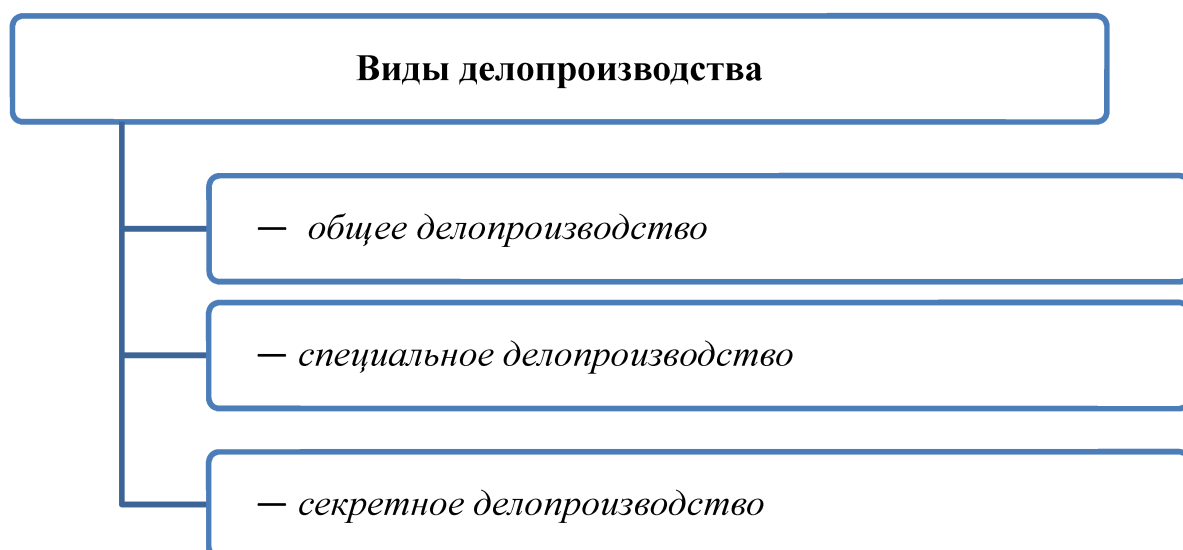 Виды делопроизводства
— общее делопроизводство
— специальное делопроизводство
— секретное делопроизводство